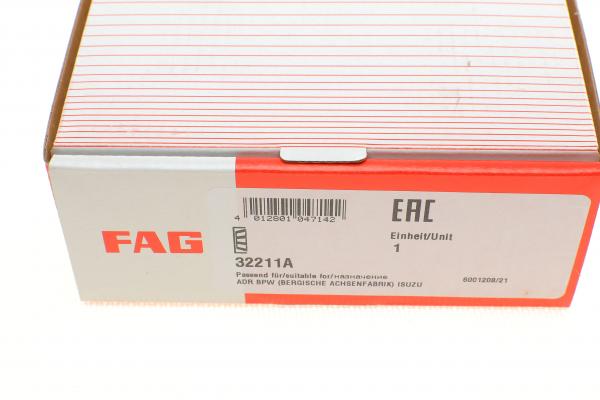 FAG
4 012801 047142
EAC
Einheit/Unit
1
32211A
Passend für/suitable for/назначение
ADR BPW (BERGISCHE ACHSENFABRIK) ISUZU
6001208/21